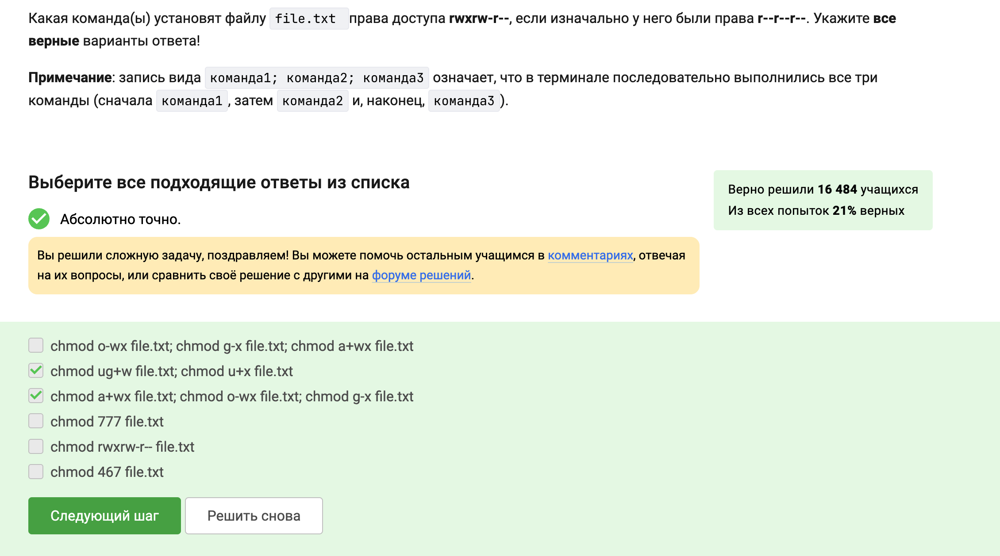 Какая команда(ы) установят файлу file.txt права доступа rwxrw-r--, если изначально у него были права r--r--r--. Укажите все
верные варианты ответа!
Примечание: запись вида команда1; команда2; команда3 означает, что в терминале последовательно выполнились все три
команды (сначала команда1, затем команда2 и, наконец, команда3).
Выберите все подходящие ответы из списка
Верно решили 16 484 учащихся
Из всех попыток 21% верных
Абсолютно точно.
Вы решили сложную задачу, поздравляем! Вы можете помочь остальным учащимся в комментариях, отвечая
на их вопросы, или сравнить своё решение с другими на форуме решений.
chmod o-wx file.txt; chmod g-x file.txt; chmod a+wx file.txt
chmod ug+w file.txt; chmod u+x file.txt
chmod a+wx file.txt; chmod o-wx file.txt; chmod g-x file.txt
chmod 777 file.txt
chmod rwxrw-r-- file.txt
chmod 467 file.txt
Следующий шаг
Решить снова